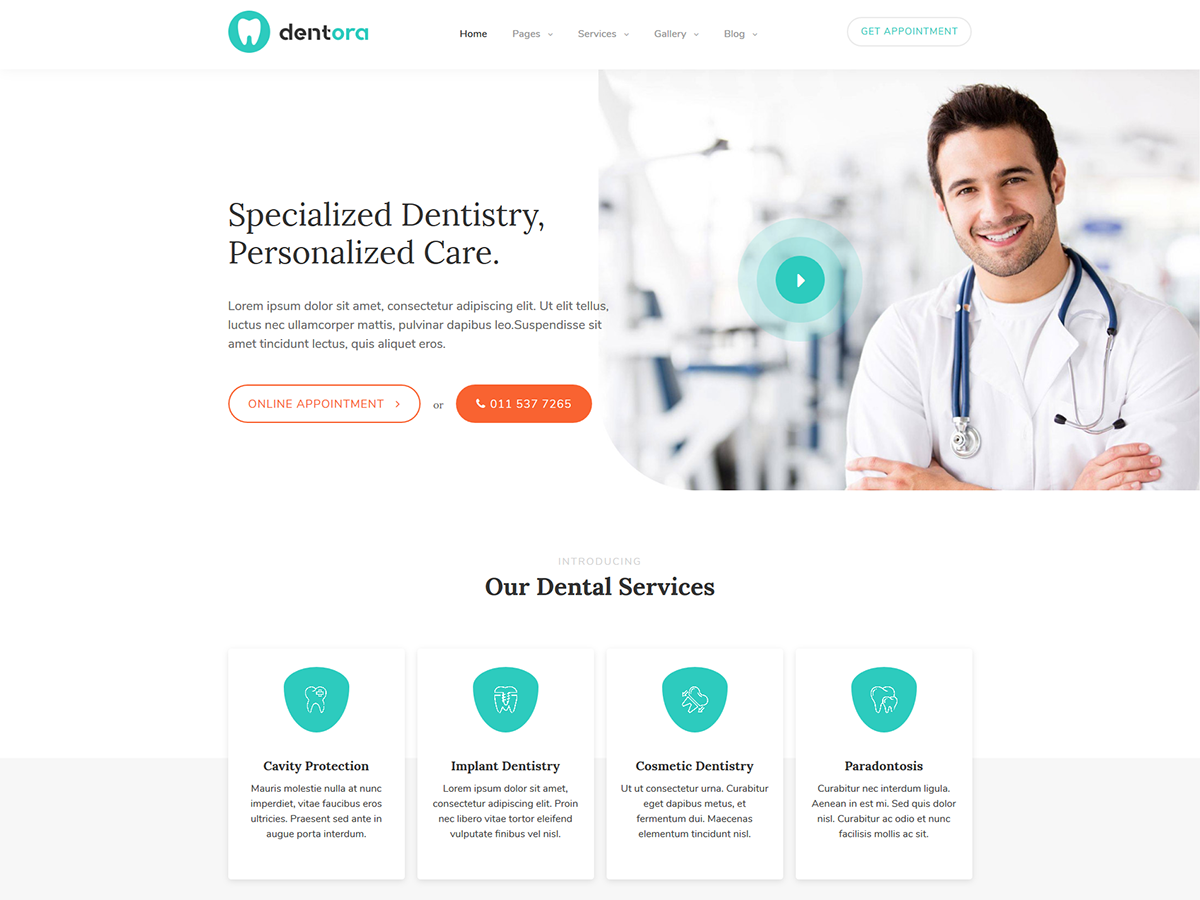 dentora
Home Pages Services Gallery Blog
GET APPOINTMENT
Specialized Dentistry,
Personalized Care.
Lorem ipsum dolor sit amet, consectetur adipiscing elit. Ut elit tellus,
luctus nec ullamcorper mattis, pulvinar dapibus leo.Suspendisse sit
amet tincidunt lectus, quis aliquet eros.
ONLINE APPOINTMENT
or
011 537 7265
INTRODUCING
Our Dental Services
Cavity Protection
Mauris molestie nulla at nunc
imperdiet, vitae faucibus eros
ultricies. Praesent sed ante in
augue porta interdum.
Implant Dentistry
Lorem ipsum dolor sit amet,
consectetur adipiscing elit. Proin
nec libero vitae tortor eleifend
vulputate finibus vel nisl.
Cosmetic Dentistry
Ut ut consectetur urna. Curabitur
eget dapibus metus, et
fermentum dui. Maecenas
elementum tincidunt nisl.
Paradontosis
Curabitur nec interdum ligula.
Aenean in est mi. Sed quis dolor
nisl. Curabitur ac odio et nunc
facilisis mollis ac sit.